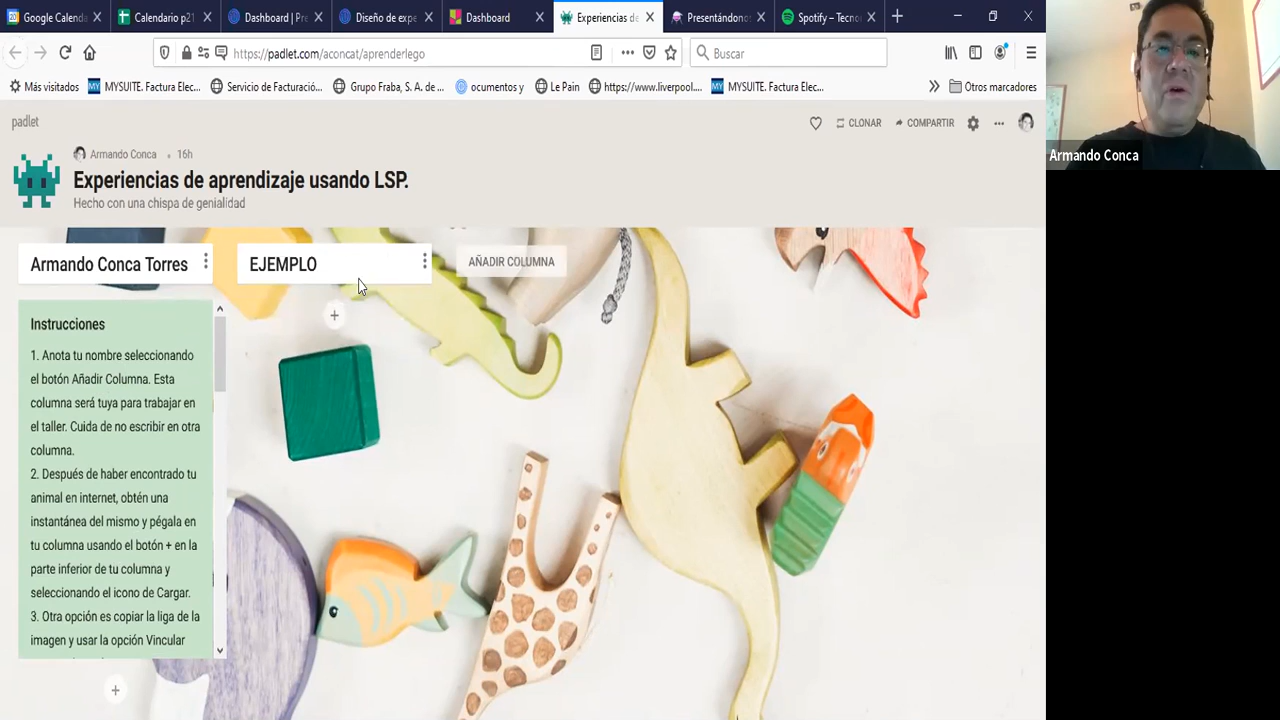 Google Calenda
Calendario p21
Dashboard | Pre
Diseño de expe
Dashboard
Experiencias de
Presentándono
Spotify – Tecno
https://padlet.com/aconcat/aprenderlego
Buscar
Más visitados
MYSUITE. Factura Elec...
Servicio de Facturació...
Grupo Fraba, S. A. de ...
ocumentos y
Le Pain
https://www.liverpool....
MYSUITE. Factura Elec...
Otros marcadores
padlet
CLONAR
COMPARTIR
Armando Conca • 16h
Experiencias de aprendizaje usando LSP.
Hecho con una chispa de genialidad
Armando Conca Torres
EJEMPLO
AÑADIR COLUMNA
Instrucciones
1. Anota tu nombre seleccionando
el botón Añadir Columna. Esta
columna será tuya para trabajar en
el taller. Cuida de no escribir en otra
columna.
2. Después de haber encontrado tu
animal en internet, obtén una
instantánea del mismo y pégala en
tu columna usando el botón + en la
parte inferior de tu columna y
seleccionando el icono de Cargar.
3. Otra opción es copiar la liga de la
imagen y usar la opción Vincular
Armando Conca